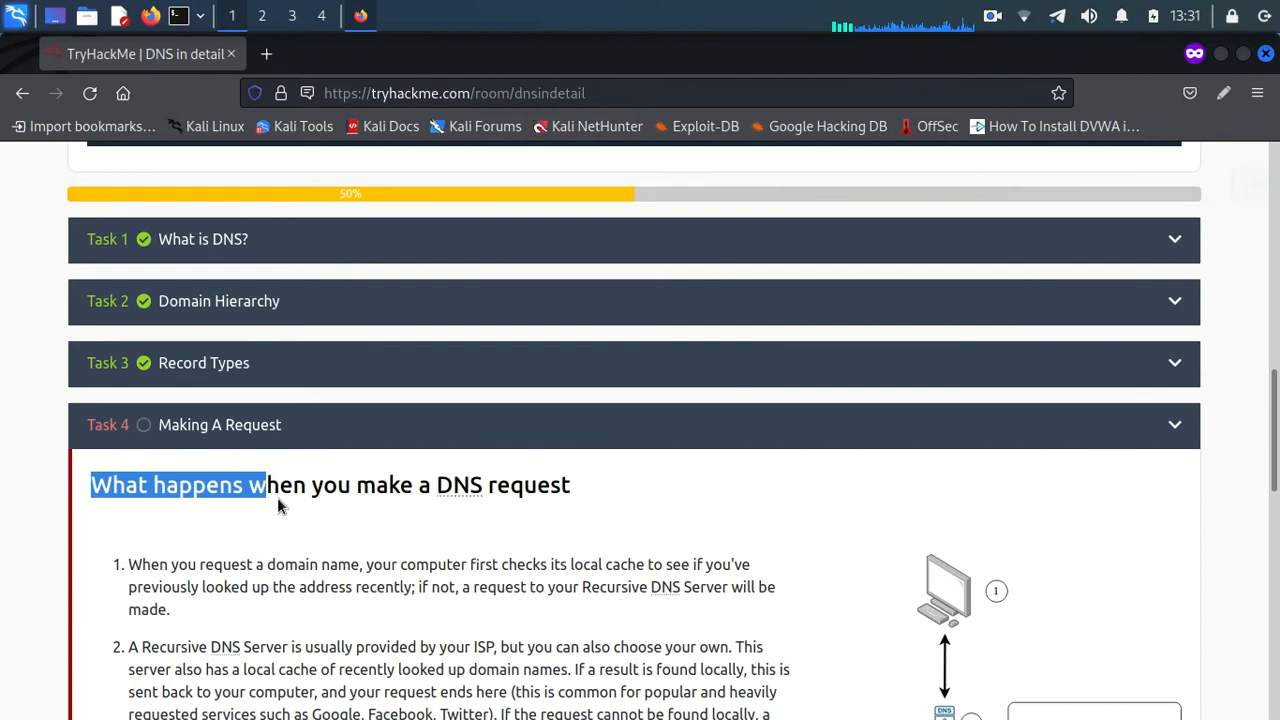 1
2
3
4
13:31
TryHackMe | DNS in detail
https://tryhackme.com/room/dnsindetail
Import bookmarks...
Kali Linux
Kali Tools
Kali Docs
Kali Forums
Kali NetHunter
Exploit-DB
Google Hacking DB
OffSec
How To Install DVWA i...
50%
Task 1 What is DNS?
Task 2 Domain Hierarchy
Task 3 Record Types
Task 4 Making A Request
What happens when you make a DNS request
1. When you request a domain name, your computer first checks its local cache to see if you've
previously looked up the address recently; if not, a request to your Recursive DNS Server will be
made.
1
2. A Recursive DNS Server is usually provided by your ISP, but you can also choose your own. This
server also has a local cache of recently looked up domain names. If a result is found locally, this is
sent back to your computer, and your request ends here (this is common for popular and heavily
requested services such as Google, Facebook, Twitter). If the request cannot be found locally, a
DNS